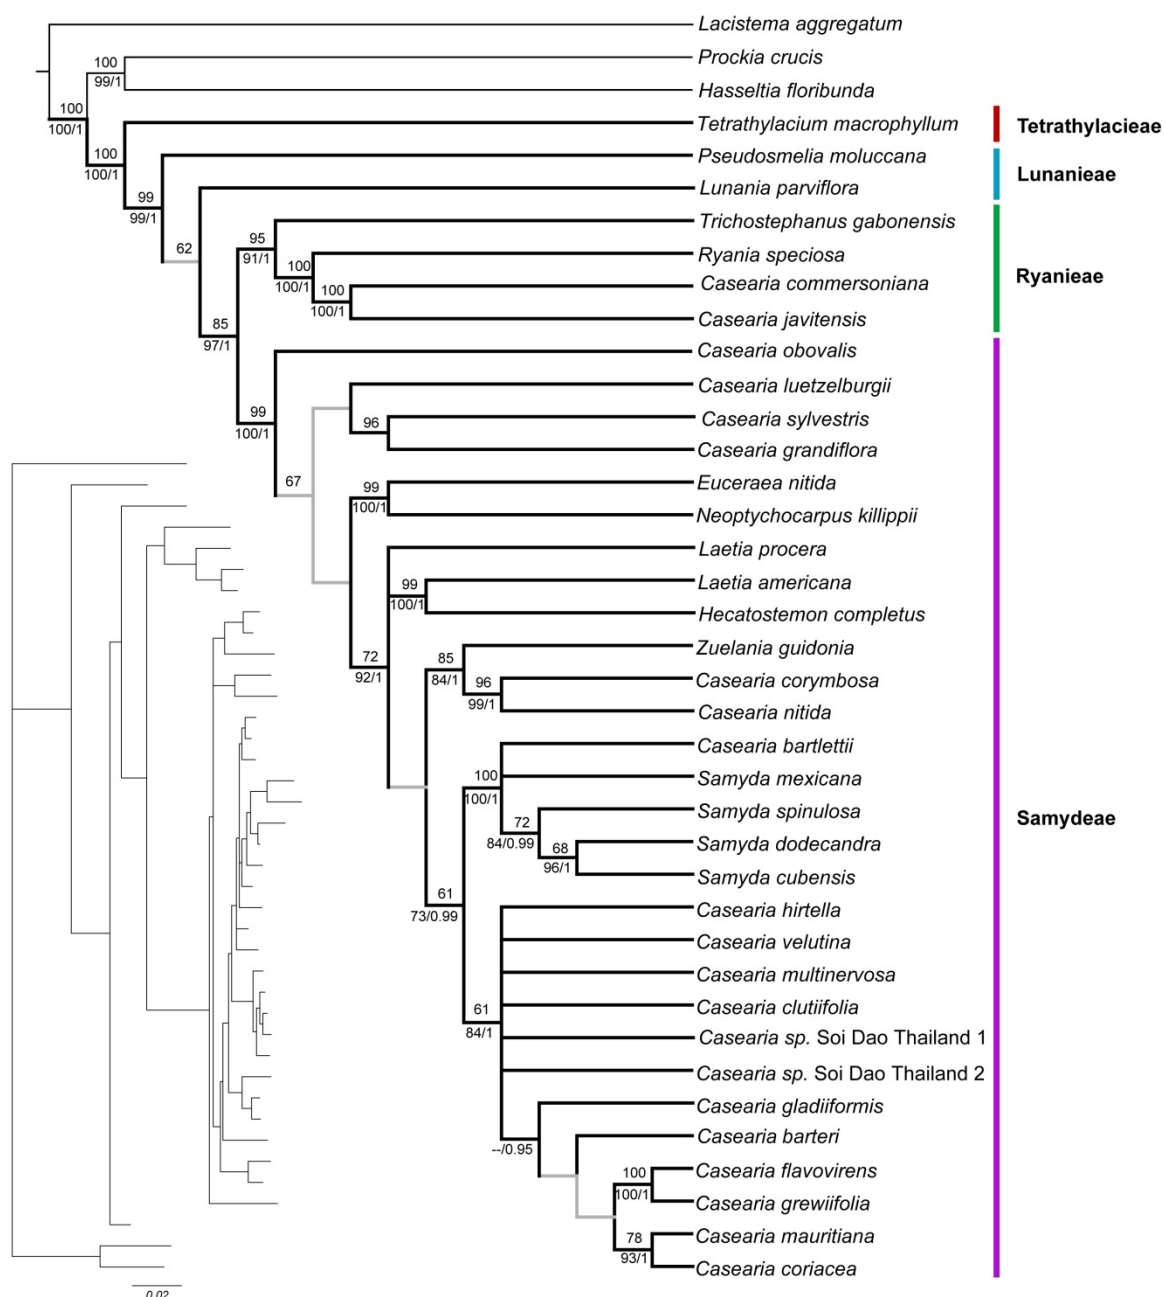 Lacistema aggregatum
100
Prockia crucis
99/1
Hasseltia floribunda
100
100/1
Tetrathylacium macrophyllum
Tetrathylacieae
100
100/1
Pseudosmelia moluccana
Lunanieae
99
99/1
Lunania parviflora
62
Trichostephanus gabonensis
95
91/1
Ryania speciosa
100
100/1
Ryanieae
Casearia commersoniana
100
100/1
Casearia javitensis
85
97/1
Casearia obovalis
Casearia luetzelburgii
99
100/1
Casearia sylvestris
96
Casearia grandiflora
67
Euceraea nitida
99
100/1
Neoptychocarpus killippii
Laetia procera
Laetia americana
99
100/1
Hecatostemon completus
72
92/1
Zuelania guidonia
85
84/1
Casearia corymbosa
96
99/1
Casearia nitida
Casearia bartlettii
100
100/1
Samyda mexicana
Samyda spinulosa
Samydeae
72
84/0.99
Samyda dodecandra
68
96/1
Samyda cubensis
61
73/0.99
Casearia hirtella
Casearia velutina
Casearia multinervosa
Casearia clutiifolia
61
84/1
Casearia sp. Soi Dao Thailand 1
Casearia sp. Soi Dao Thailand 2
Casearia gladiiformis
--/0.95
Casearia barteri
Casearia flavovirens
100
100/1
Casearia grewiifolia
Casearia mauritiana
78
93/1
Casearia coriacea
0.02